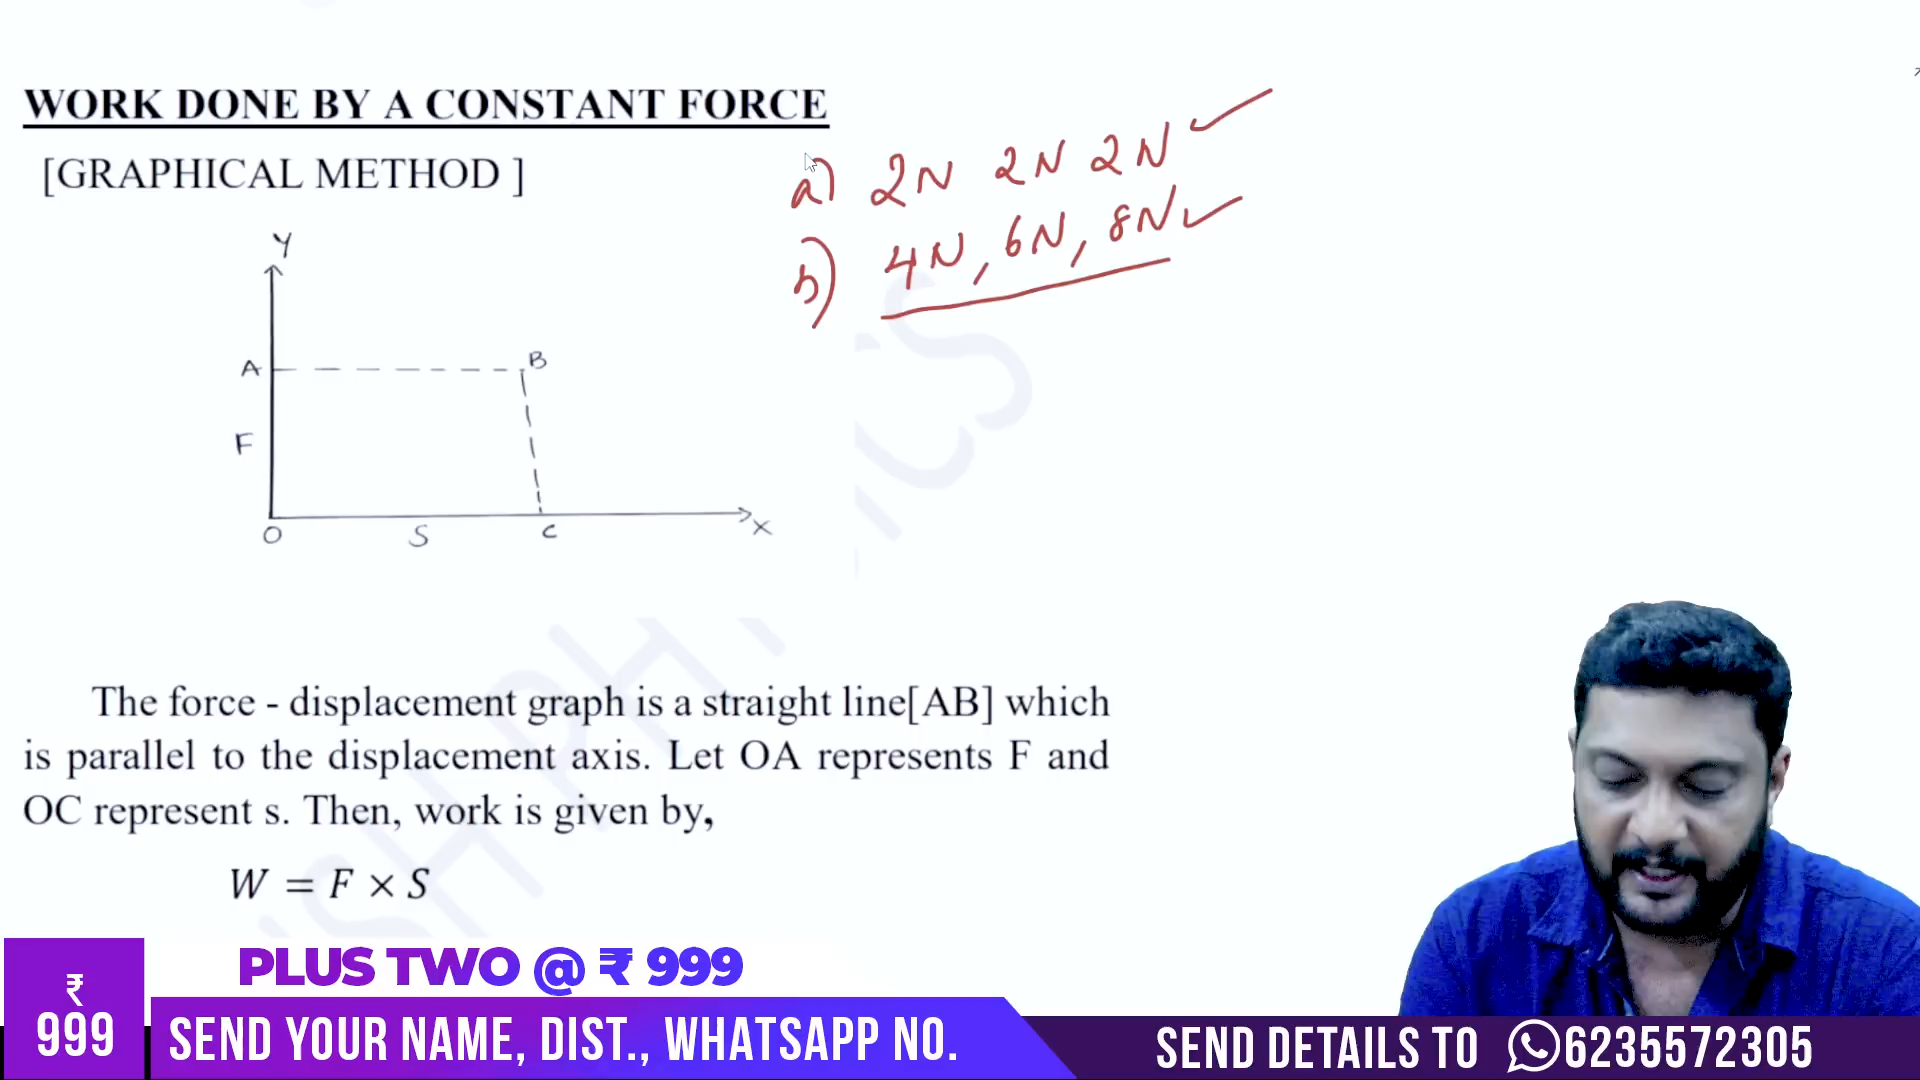 WORK DONE BY A CONSTANT FORCE
[GRAPHICAL METHOD ]
a) 2N 2N 2N
b) 4N, 6N, 8N
Y
A
B
F
O
S
C
X
The force - displacement graph is a straight line[AB] which
is parallel to the displacement axis. Let OA represents F and
OC represent s. Then, work is given by,
W = F × S
₹
999
PLUS TWO @ ₹ 999
SEND YOUR NAME, DIST., WHATSAPP NO.
SEND DETAILS TO 6235572305